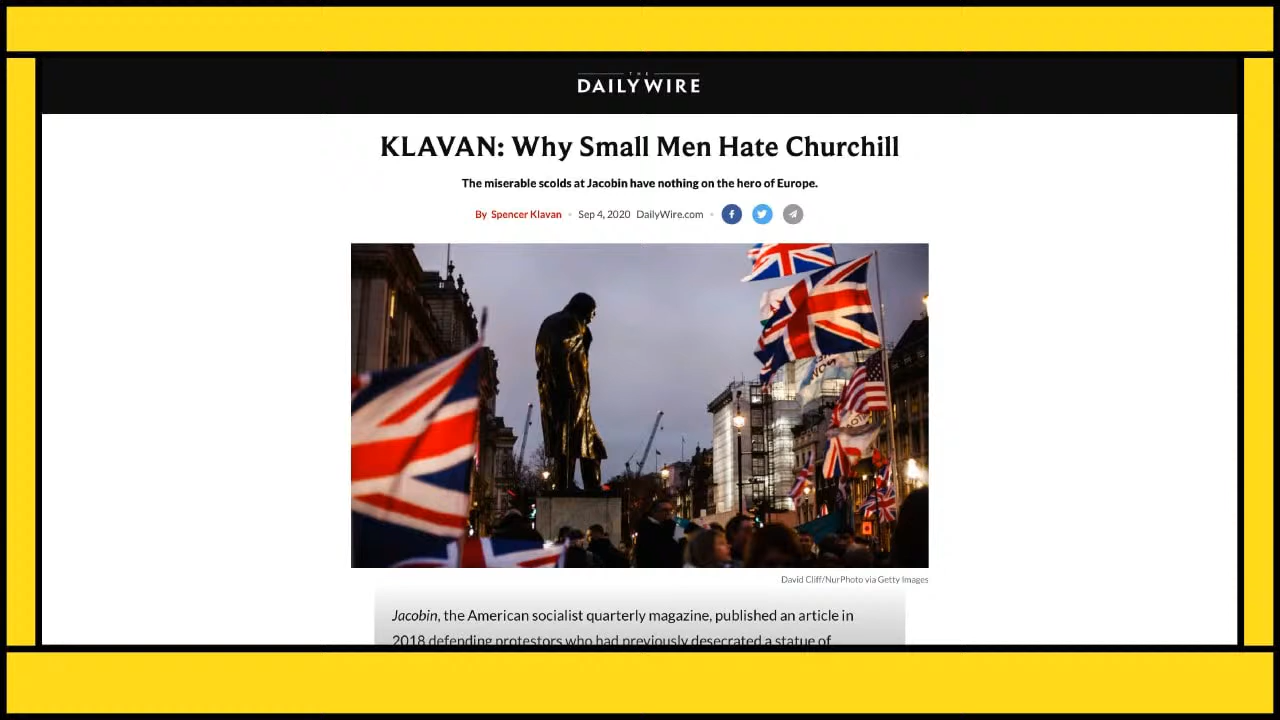 THE
DAILYWIRE
KLAVAN: Why Small Men Hate Churchill
The miserable scolds at Jacobin have nothing on the hero of Europe.
By Spencer Klavan • Sep 4, 2020 DailyWire.com •
David Cliff/NurPhoto via Getty Images
Jacobin, the American socialist quarterly magazine, published an article in
2018 defending protestors who had previously desecrated a statue of